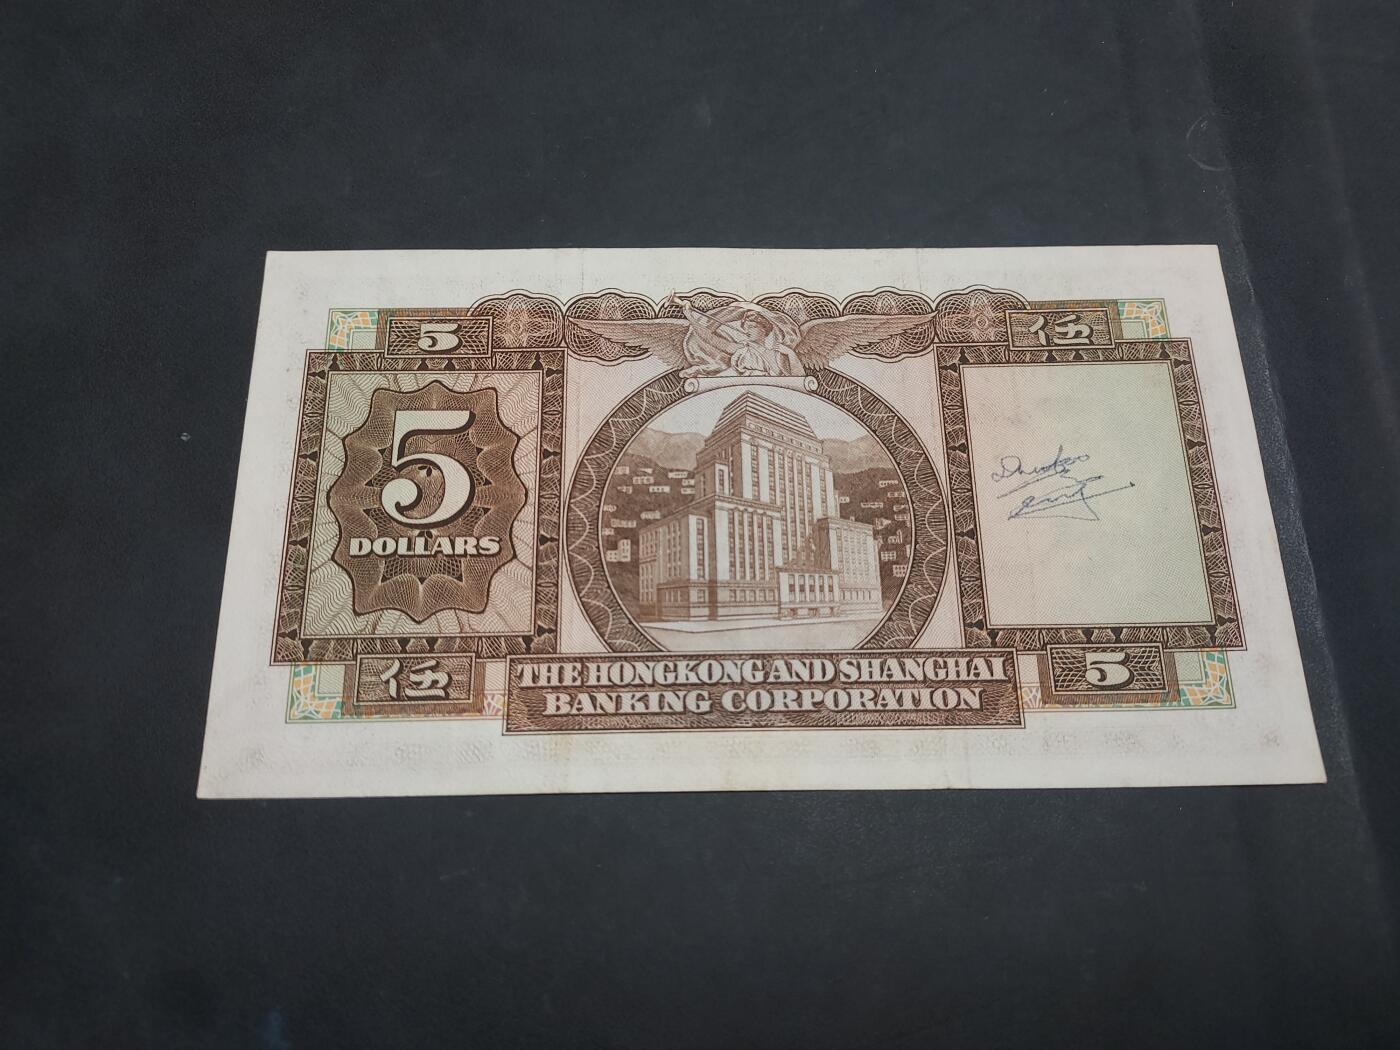 5
伍
5
DOLLARS
伍
5
THE HONGKONG AND SHANGHAI
BANKING CORPORATION